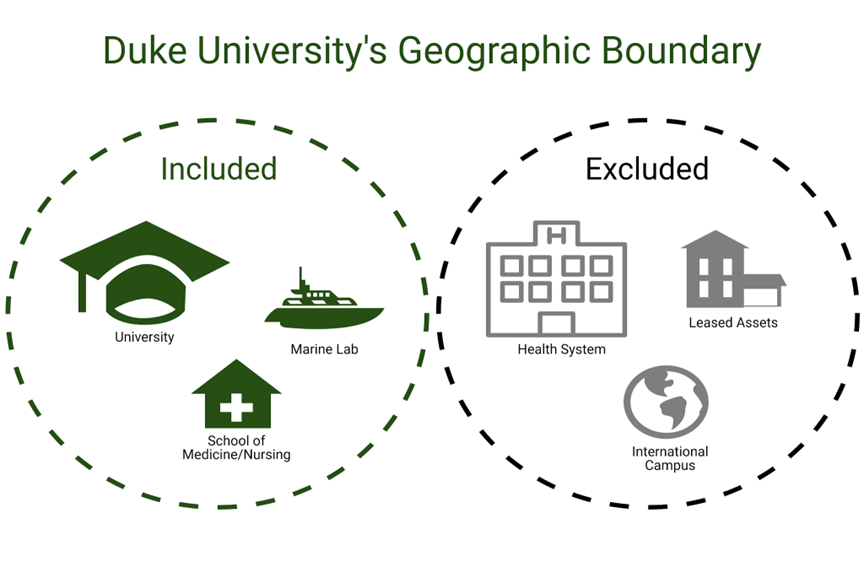 Duke University's Geographic Boundary
Included
Excluded
University
Marine Lab
School of
Medicine/Nursing
H
Health System
Leased Assets
International
Campus